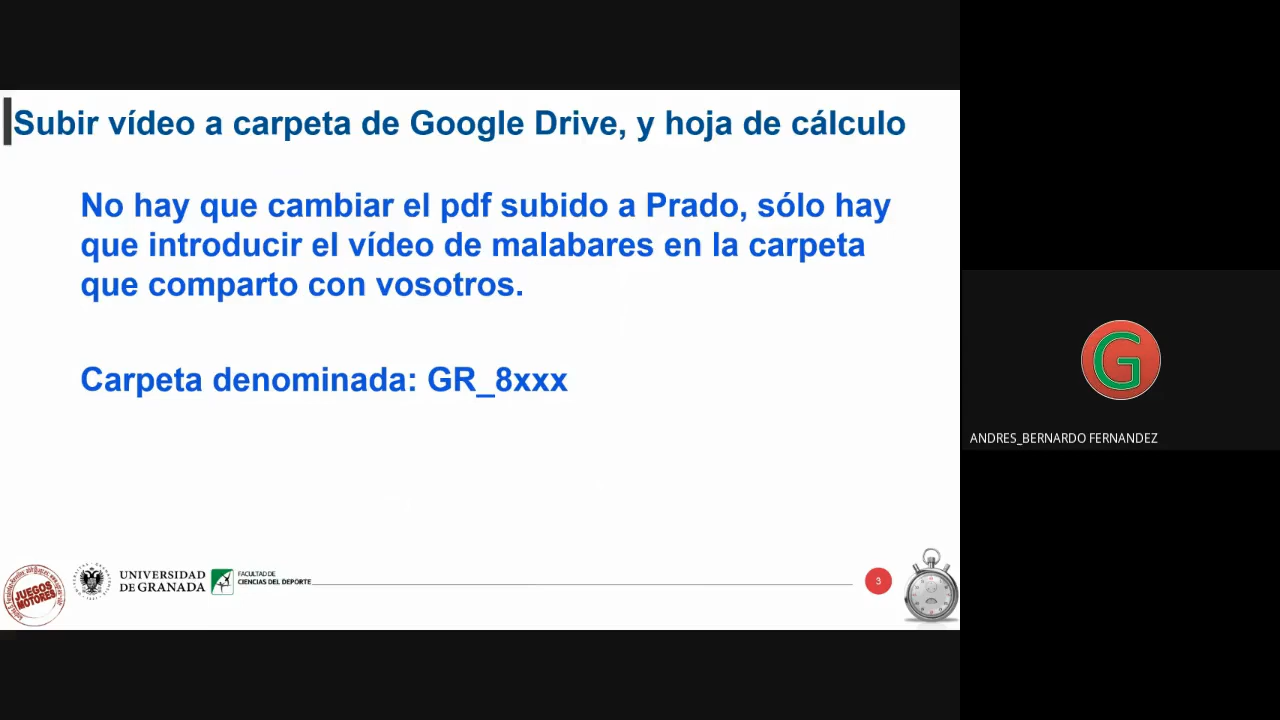 Subir vídeo a carpeta de Google Drive, y hoja de cálculo
No hay que cambiar el pdf subido a Prado, sólo hay
que introducir el vídeo de malabares en la carpeta
que comparto con vosotros.
Carpeta denominada: GR_8xxx
JUEGOS
MOTORES
UNIVERSIDAD
DE GRANADA
FACULTAD DE
CIENCIAS DEL DEPORTE
3
G
ANDRES_BERNARDO FERNANDEZ